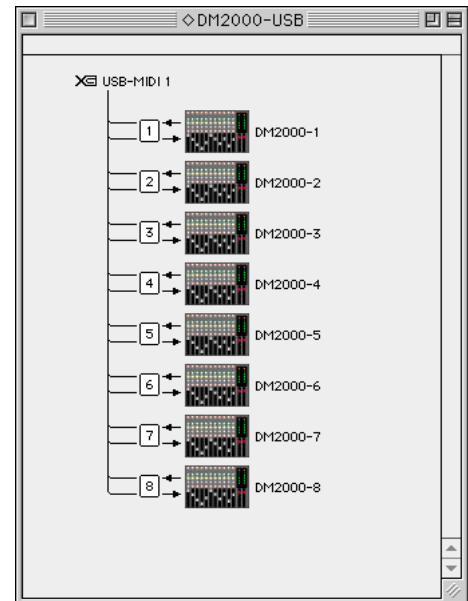 ◇DM2000-USB
USB-MIDI 1
1 DM2000-1
2 DM2000-2
3 DM2000-3
4 DM2000-4
5 DM2000-5
6 DM2000-6
7 DM2000-7
8 DM2000-8